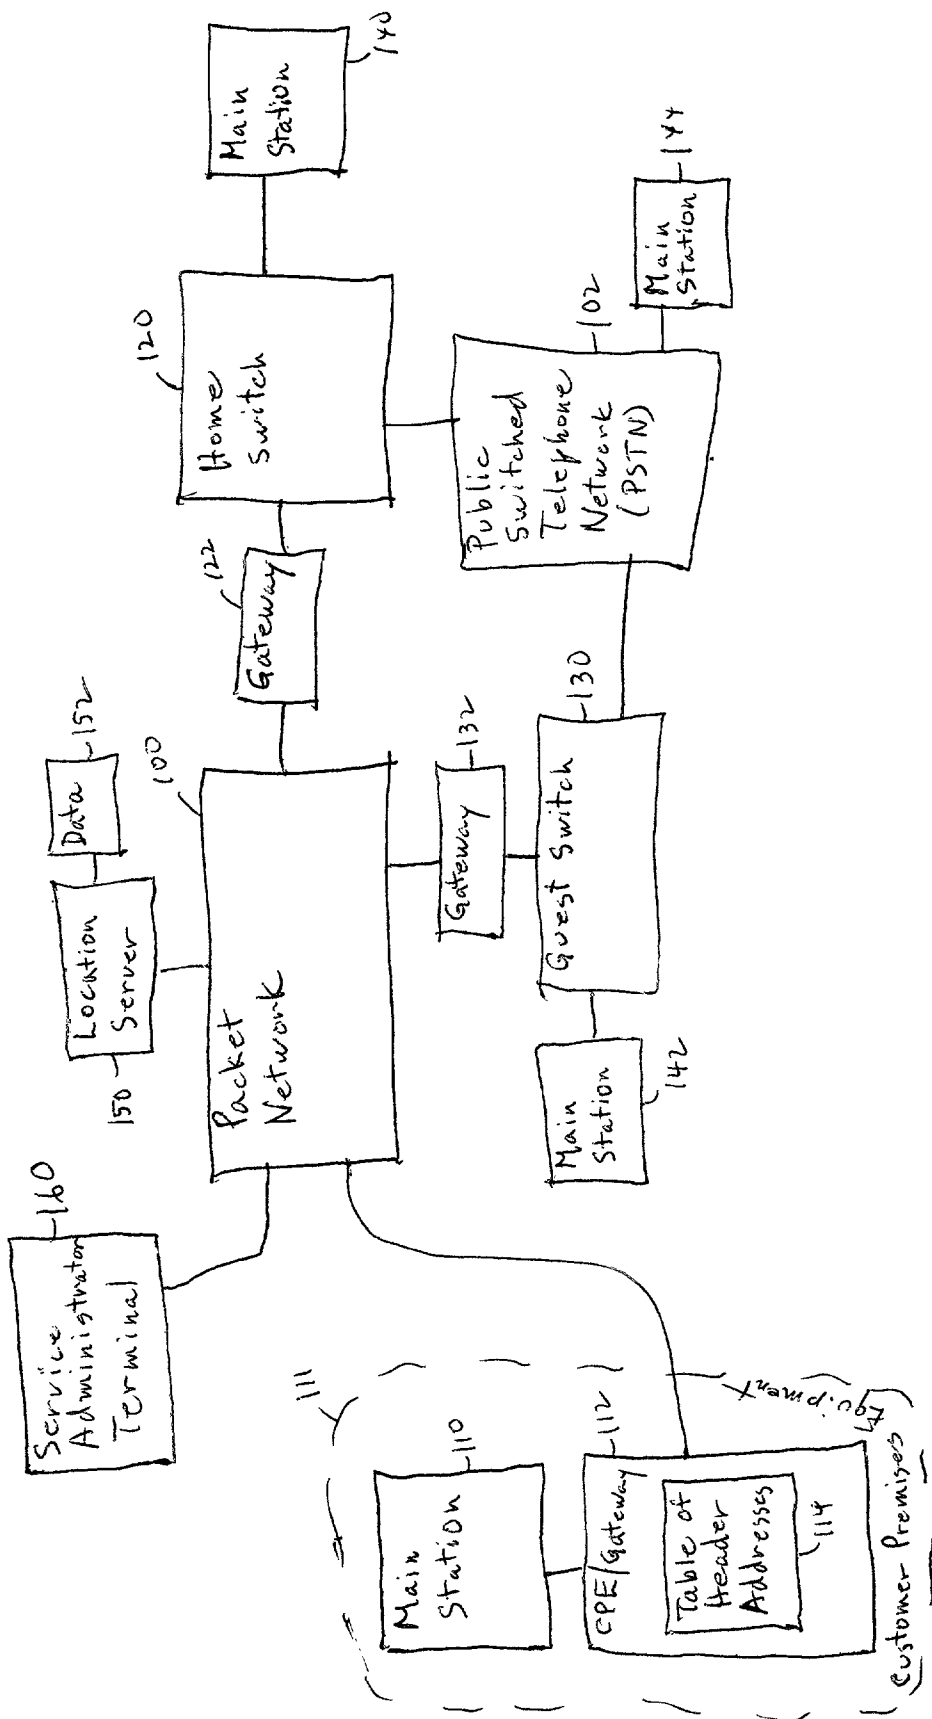 Service
Administrator
Terminal
160
Location
Server
150
Data
152
Packet
Network
100
Gateway
122
Home
Switch
120
Main
Station
140
Gateway
132
Public
Switched
Telephone
Network
(PSTN)
102
Main
Station
144
Guest Switch
130
Main
Station
142
111
Main
Station
110
CPE/Gateway
112
Table of
Header
Addresses
114
Customer Premises
Equipment